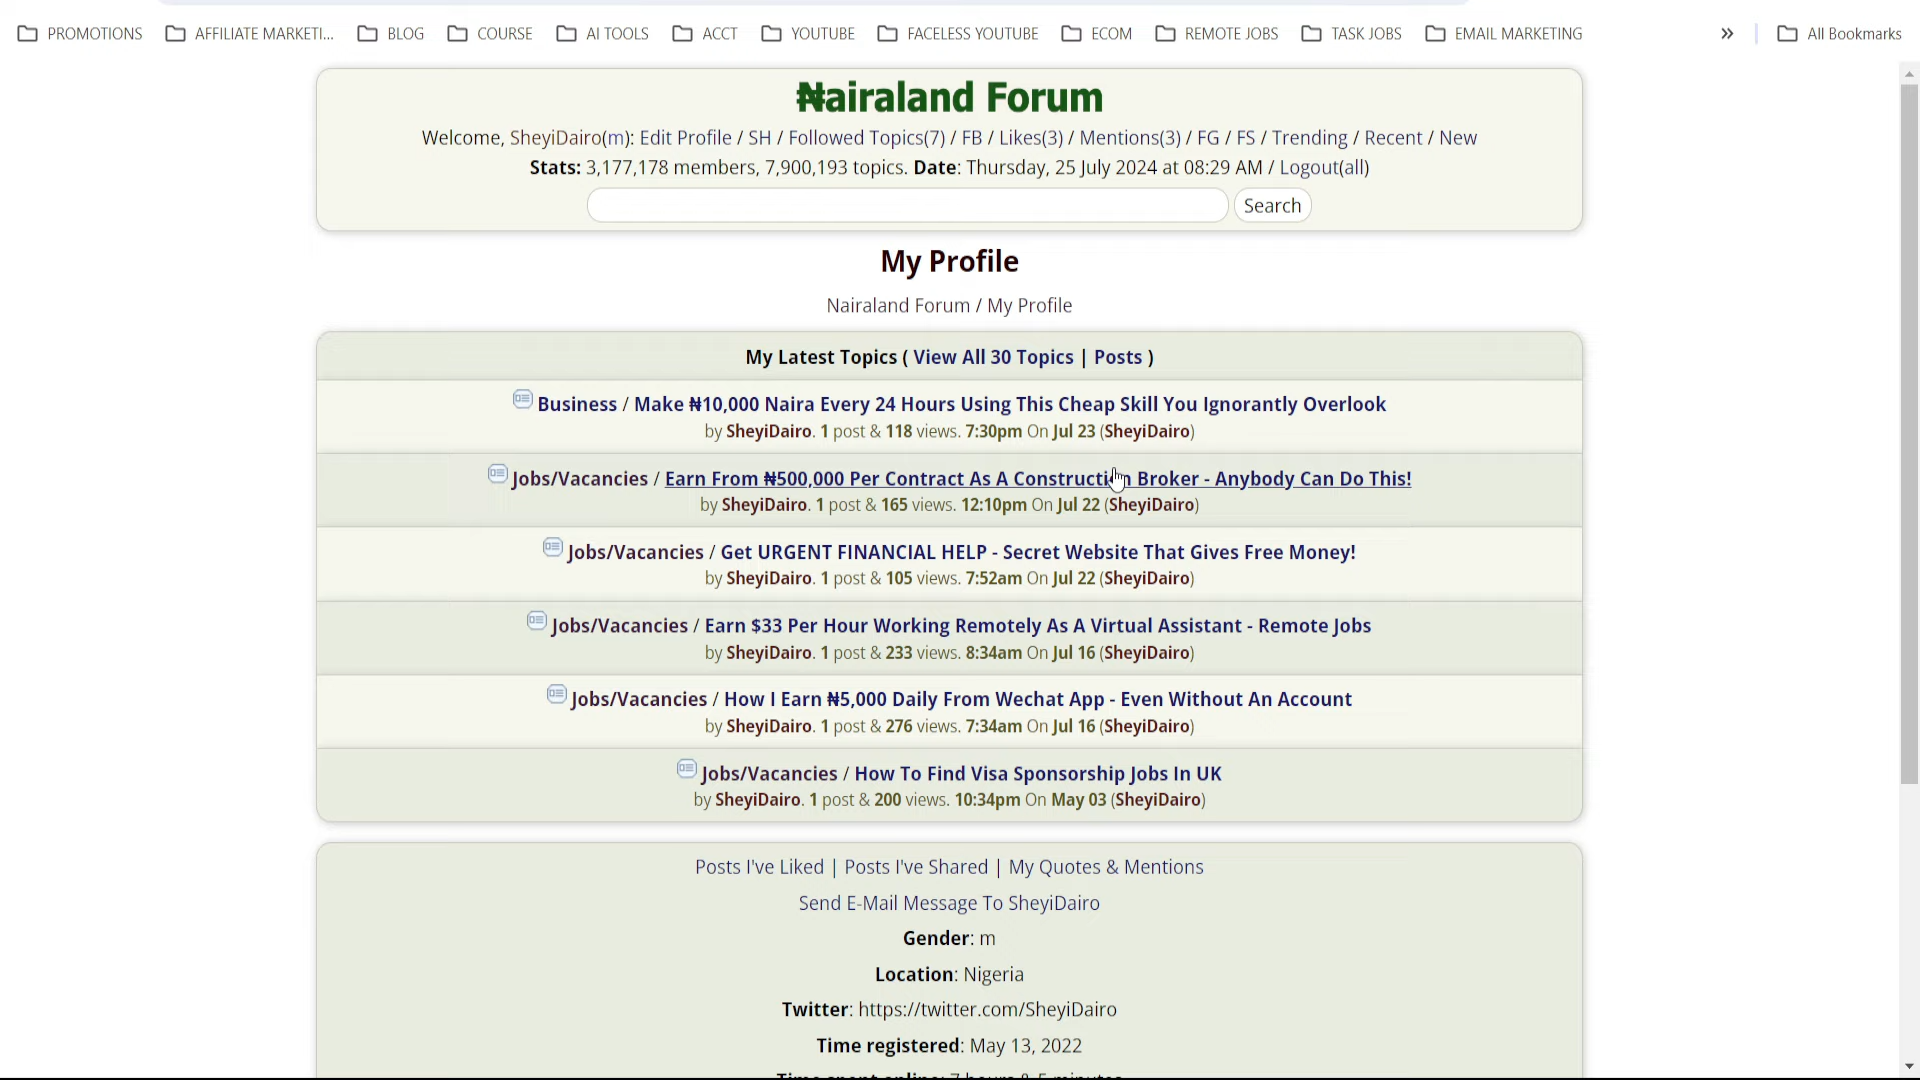 PROMOTIONS AFFILIATE MARKETI... BLOG COURSE AI TOOLS ACCT YOUTUBE FACELESS YOUTUBE ECOM REMOTE JOBS TASK JOBS EMAIL MARKETING » All Bookmarks
₦airaland Forum
Welcome, SheyiDairo(m): Edit Profile / SH / Followed Topics(7) / FB / Likes(3) / Mentions(3) / FG / FS / Trending / Recent / New
Stats: 3,177,178 members, 7,900,193 topics. Date: Thursday, 25 July 2024 at 08:29 AM / Logout(all)
Search
My Profile
Nairaland Forum / My Profile
My Latest Topics ( View All 30 Topics | Posts )
Business / Make ₦10,000 Naira Every 24 Hours Using This Cheap Skill You Ignorantly Overlook
by SheyiDairo. 1 post & 118 views. 7:30pm On Jul 23 (SheyiDairo)
Jobs/Vacancies / Earn From ₦500,000 Per Contract As A Construction Broker - Anybody Can Do This!
by SheyiDairo. 1 post & 165 views. 12:10pm On Jul 22 (SheyiDairo)
Jobs/Vacancies / Get URGENT FINANCIAL HELP - Secret Website That Gives Free Money!
by SheyiDairo. 1 post & 105 views. 7:52am On Jul 22 (SheyiDairo)
Jobs/Vacancies / Earn $33 Per Hour Working Remotely As A Virtual Assistant - Remote Jobs
by SheyiDairo. 1 post & 233 views. 8:34am On Jul 16 (SheyiDairo)
Jobs/Vacancies / How I Earn ₦5,000 Daily From Wechat App - Even Without An Account
by SheyiDairo. 1 post & 276 views. 7:34am On Jul 16 (SheyiDairo)
Jobs/Vacancies / How To Find Visa Sponsorship Jobs In UK
by SheyiDairo. 1 post & 200 views. 10:34pm On May 03 (SheyiDairo)
Posts I've Liked | Posts I've Shared | My Quotes & Mentions
Send E-Mail Message To SheyiDairo
Gender: m
Location: Nigeria
Twitter: https://twitter.com/SheyiDairo
Time registered: May 13, 2022